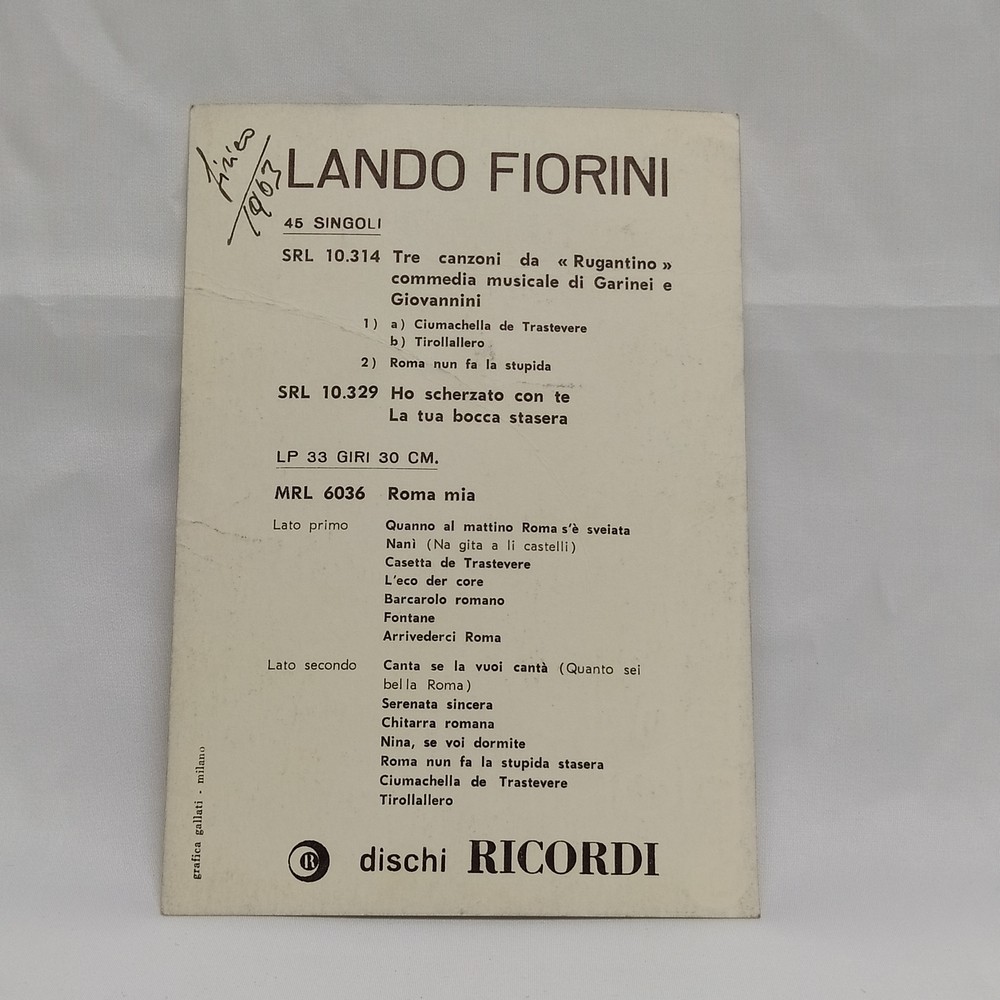 1963
LANDO FIORINI
45 SINGOLI
SRL 10.314 Tre canzoni da « Rugantino »
commedia musicale di Garinei e
Giovannini
1) a) Ciumachella de Trastevere
b) Tirollallero
2) Roma nun fa la stupida
SRL 10.329 Ho scherzato con te
La tua bocca stasera
LP 33 GIRI 30 CM.
MRL 6036 Roma mia
Lato primo Quanno al mattino Roma s'è sveiata
Nanì (Na gita a li castelli)
Casetta de Trastevere
L'eco der core
Barcarolo romano
Fontane
Arrivederci Roma
Lato secondo Canta se la vuoi cantà (Quanto sei
bella Roma)
Serenata sincera
Chitarra romana
Nina, se voi dormite
Roma nun fa la stupida stasera
Ciumachella de Trastevere
Tirollallero
grafica gallati - milano
R dischi RICORDI